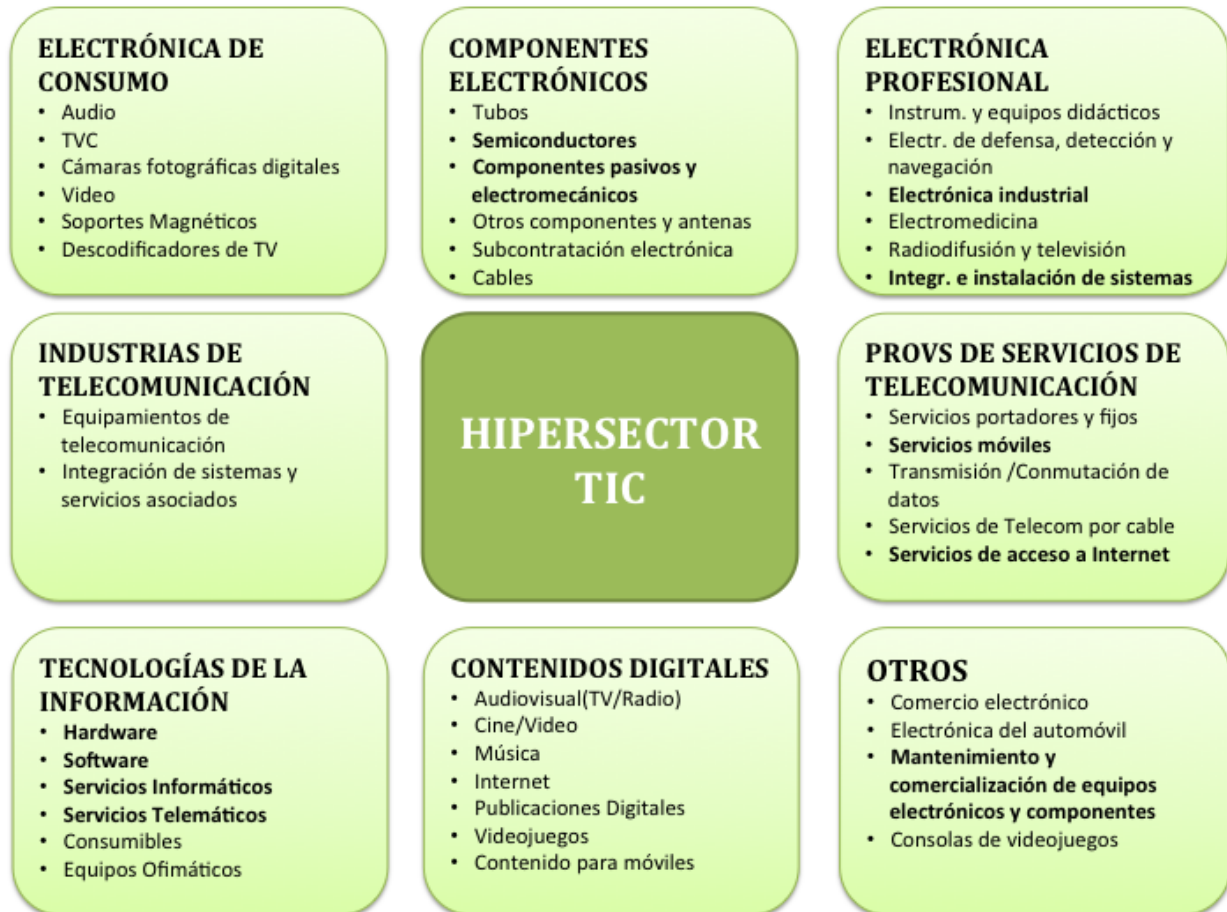 ELECTRÓNICA DE
CONSUMO
• Audio
• TVC
• Cámaras fotográficas digitales
• Video
• Soportes Magnéticos
• Descodificadores de TV
COMPONENTES
ELECTRÓNICOS
• Tubos
• Semiconductores
• Componentes pasivos y
electromecánicos
• Otros componentes y antenas
• Subcontratación electrónica
• Cables
ELECTRÓNICA
PROFESIONAL
• Instrum. y equipos didácticos
• Electr. de defensa, detección y
navegación
• Electrónica industrial
• Electromedicina
• Radiodifusión y televisión
• Integr. e instalación de sistemas
INDUSTRIAS DE
TELECOMUNICACIÓN
• Equipamientos de
telecomunicación
• Integración de sistemas y
servicios asociados
HIPERSECTOR
TIC
PROVS DE SERVICIOS DE
TELECOMUNICACIÓN
• Servicios portadores y fijos
• Servicios móviles
• Transmisión /Conmutación de
datos
• Servicios de Telecom por cable
• Servicios de acceso a Internet
TECNOLOGÍAS DE LA
INFORMACIÓN
• Hardware
• Software
• Servicios Informáticos
• Servicios Telemáticos
• Consumibles
• Equipos Ofimáticos
CONTENIDOS DIGITALES
• Audiovisual(TV/Radio)
• Cine/Video
• Música
• Internet
• Publicaciones Digitales
• Videojuegos
• Contenido para móviles
OTROS
• Comercio electrónico
• Electrónica del automóvil
• Mantenimiento y
comercialización de equipos
electrónicos y componentes
• Consolas de videojuegos